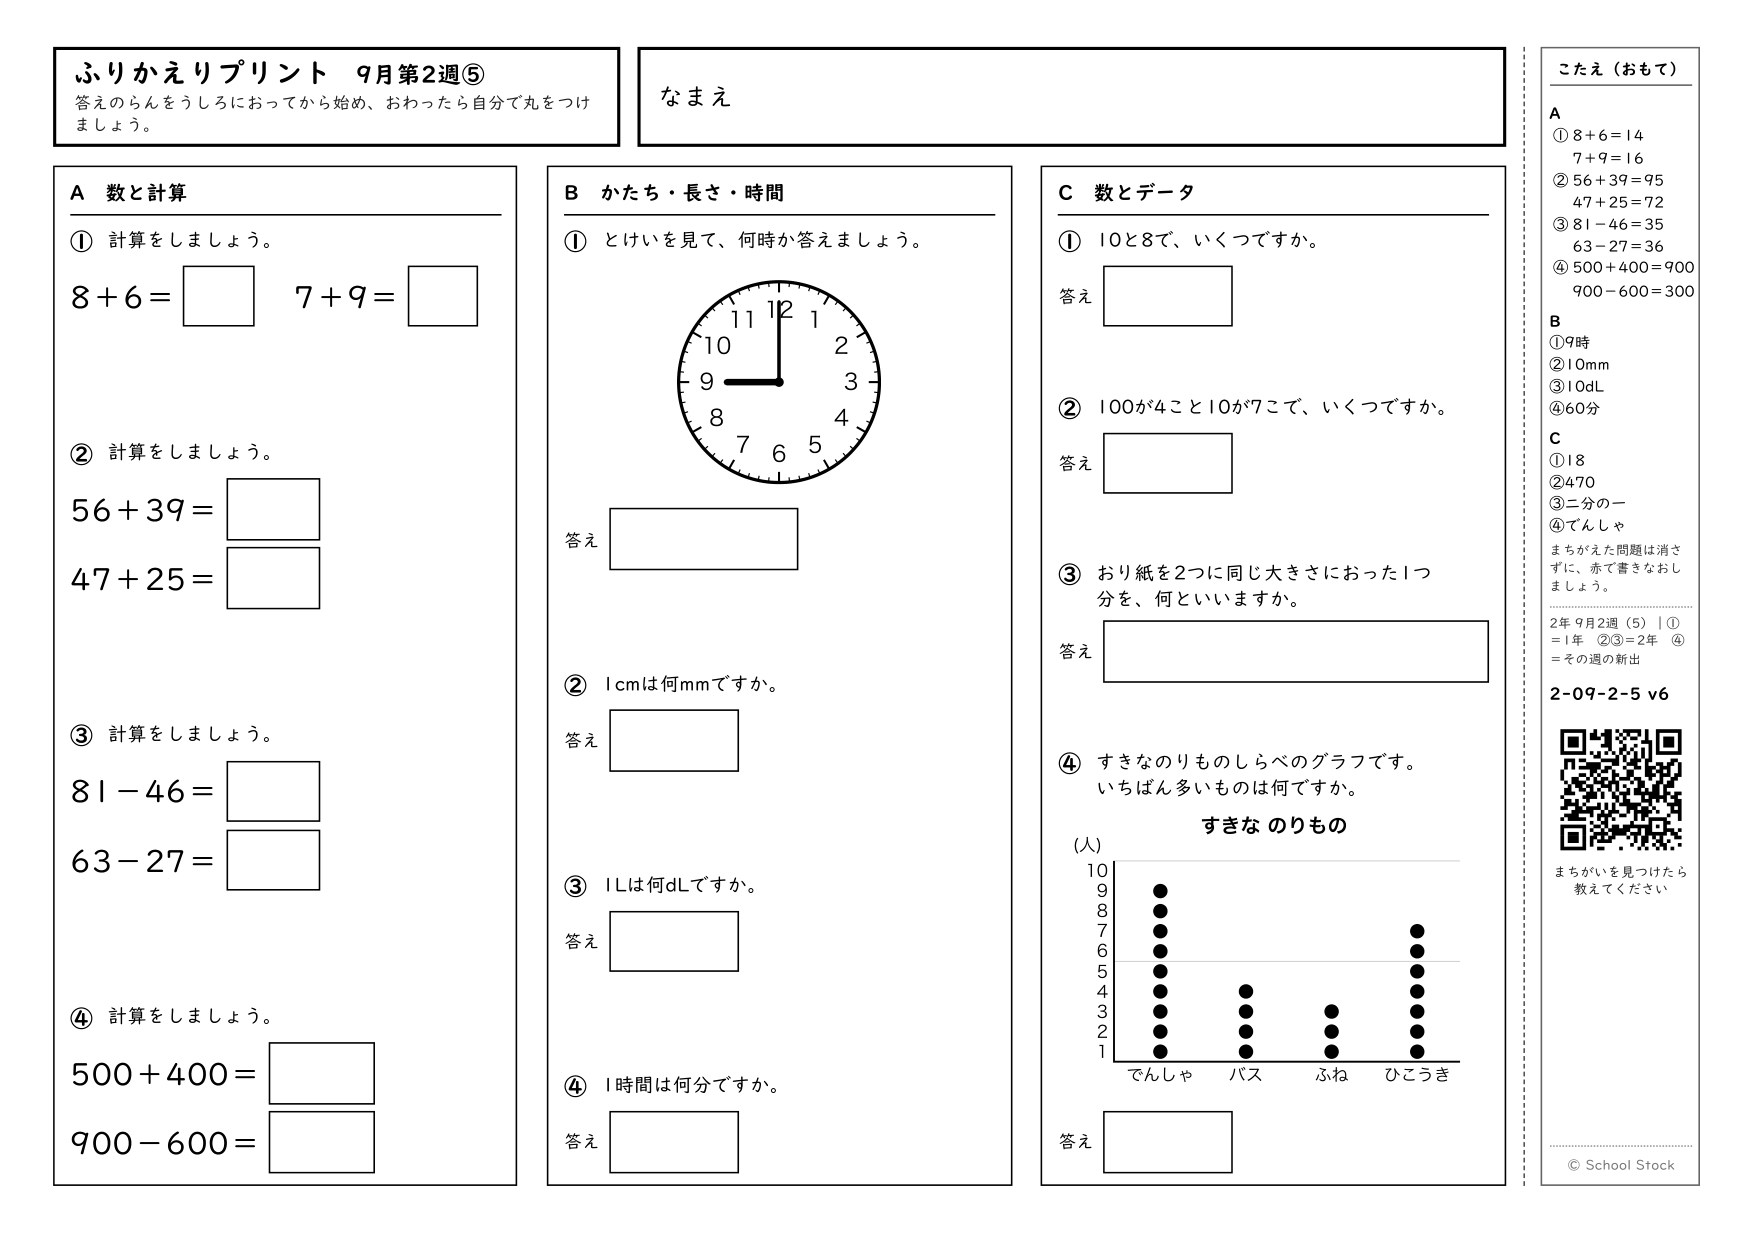 ふりかえりプリント　9月第2週⑤
答えのらんをうしろにおってから始め、おわったら自分で丸をつけ
ましょう。
なまえ
A　数と計算
① 計算をしましょう。
8＋6＝
7＋9＝
② 計算をしましょう。
56＋39＝
47＋25＝
③ 計算をしましょう。
81－46＝
63－27＝
④ 計算をしましょう。
500＋400＝
900－600＝
B　かたち・長さ・時間
① とけいを見て、何時か答えましょう。
12
1
2
3
4
5
6
7
8
9
10
11
答え
② 1cmは何mmですか。
答え
③ 1Lは何dLですか。
答え
④ 1時間は何分ですか。
答え
C　数とデータ
① 10と8で、いくつですか。
答え
② 100が4こと10が7こで、いくつですか。
答え
③ おり紙を2つに同じ大きさにおった1つ
分を、何といいますか。
答え
④ すきなのりものしらべのグラフです。
いちばん多いものは何ですか。
すきな のりもの
(人)
10
9
8
7
6
5
4
3
2
1
でんしゃ バス ふね ひこうき
答え
こたえ（おもて）
A
① 8＋6＝14
7＋9＝16
② 56＋39＝95
47＋25＝72
③ 81－46＝35
63－27＝36
④ 500＋400＝900
900－600＝300
B
①9時
②10mm
③10dL
④60分
C
①18
②470
③二分の一
④でんしゃ
まちがえた問題は消さ
ずに、赤で書きなおし
ましょう。
2年 9月2週（5）｜①
＝1年　②③＝2年　④
＝その週の新出
2-09-2-5 v6
まちがいを見つけたら
教えてください
© School Stock